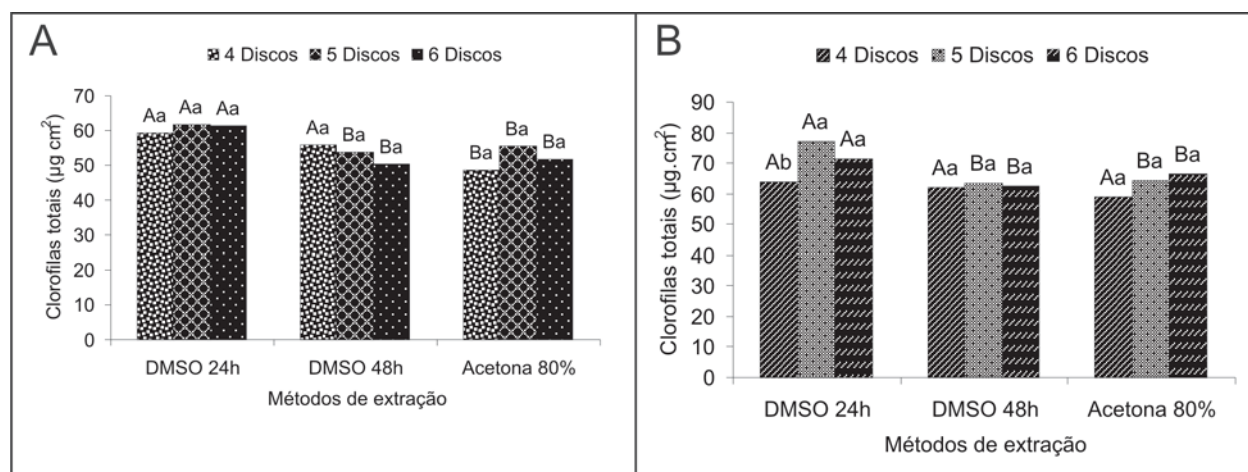 A
4 Discos 5 Discos 6 Discos
Clorofilas totais (µg cm²)
70
60
50
40
30
20
10
0
Aa Aa Aa Aa Ba Ba Ba Ba Ba
DMSO 24h DMSO 48h Acetona 80%
Métodos de extração
B
4 Discos 5 Discos 6 Discos
Clorofilas totais (µg.cm²)
90
80
70
60
50
40
30
20
10
0
Ab Aa Aa Aa Ba Ba Aa Ba Ba
DMSO 24h DMSO 48h Acetona 80%
Métodos de extração